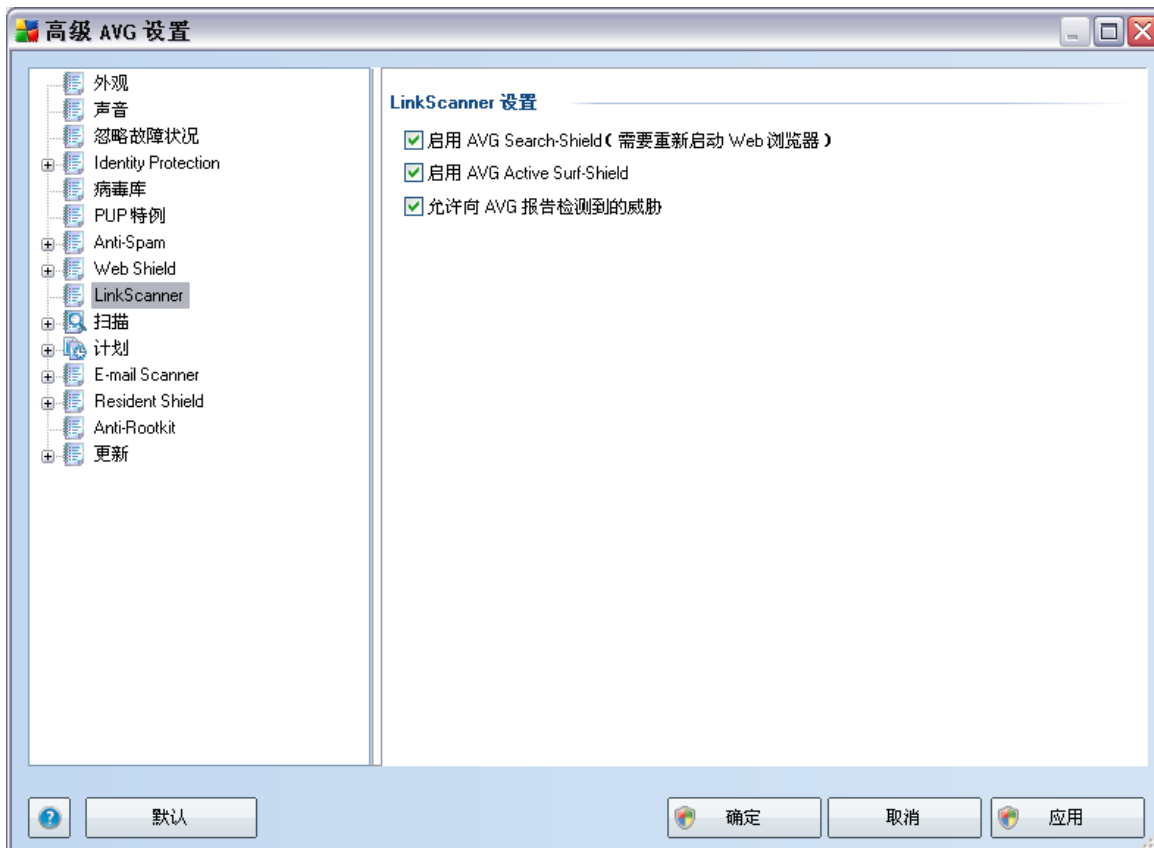 高级 AVG 设置
外观
声音
忽略故障状况
Identity Protection
病毒库
PUP 特例
Anti-Spam
Web Shield
LinkScanner
扫描
计划
E-mail Scanner
Resident Shield
Anti-Rootkit
更新
LinkScanner 设置
启用 AVG Search-Shield（需要重新启动 Web 浏览器）
启用 AVG Active Surf-Shield
允许向 AVG 报告检测到的威胁
默认
确定
取消
应用